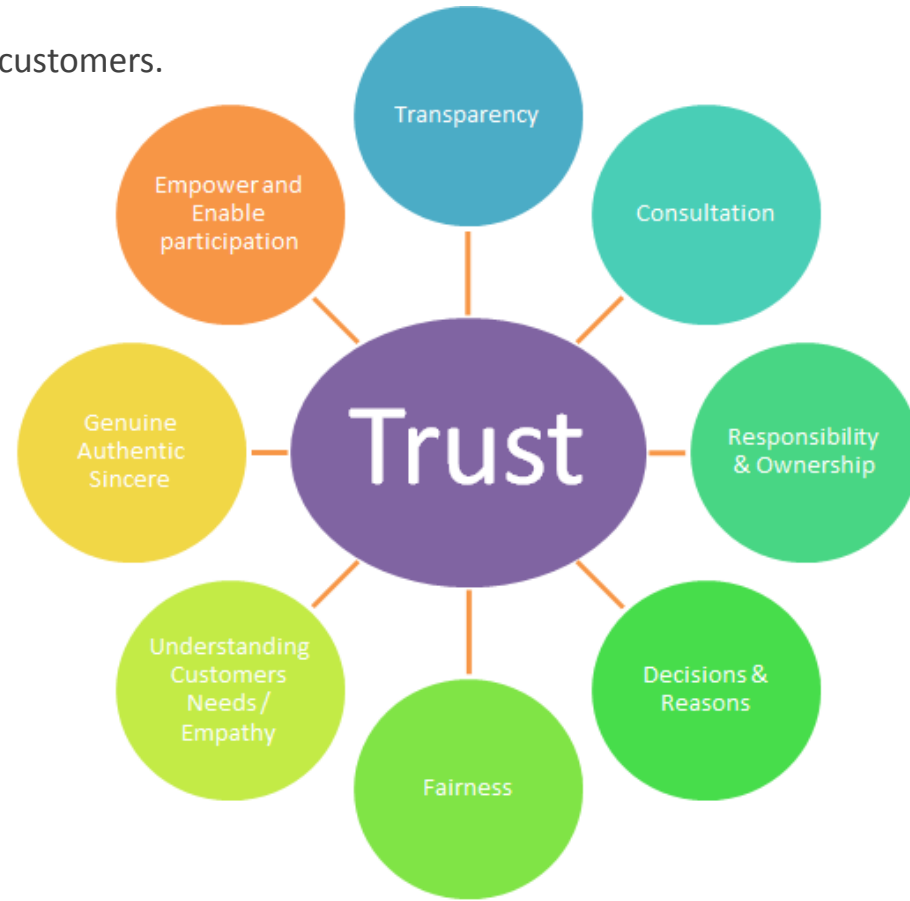 customers.
Transparency
Empower and
Enable
participation
Consultation
Genuine
Authentic
Sincere
Trust
Responsibility
& Ownership
Understanding
Customers
Needs /
Empathy
Decisions &
Reasons
Fairness